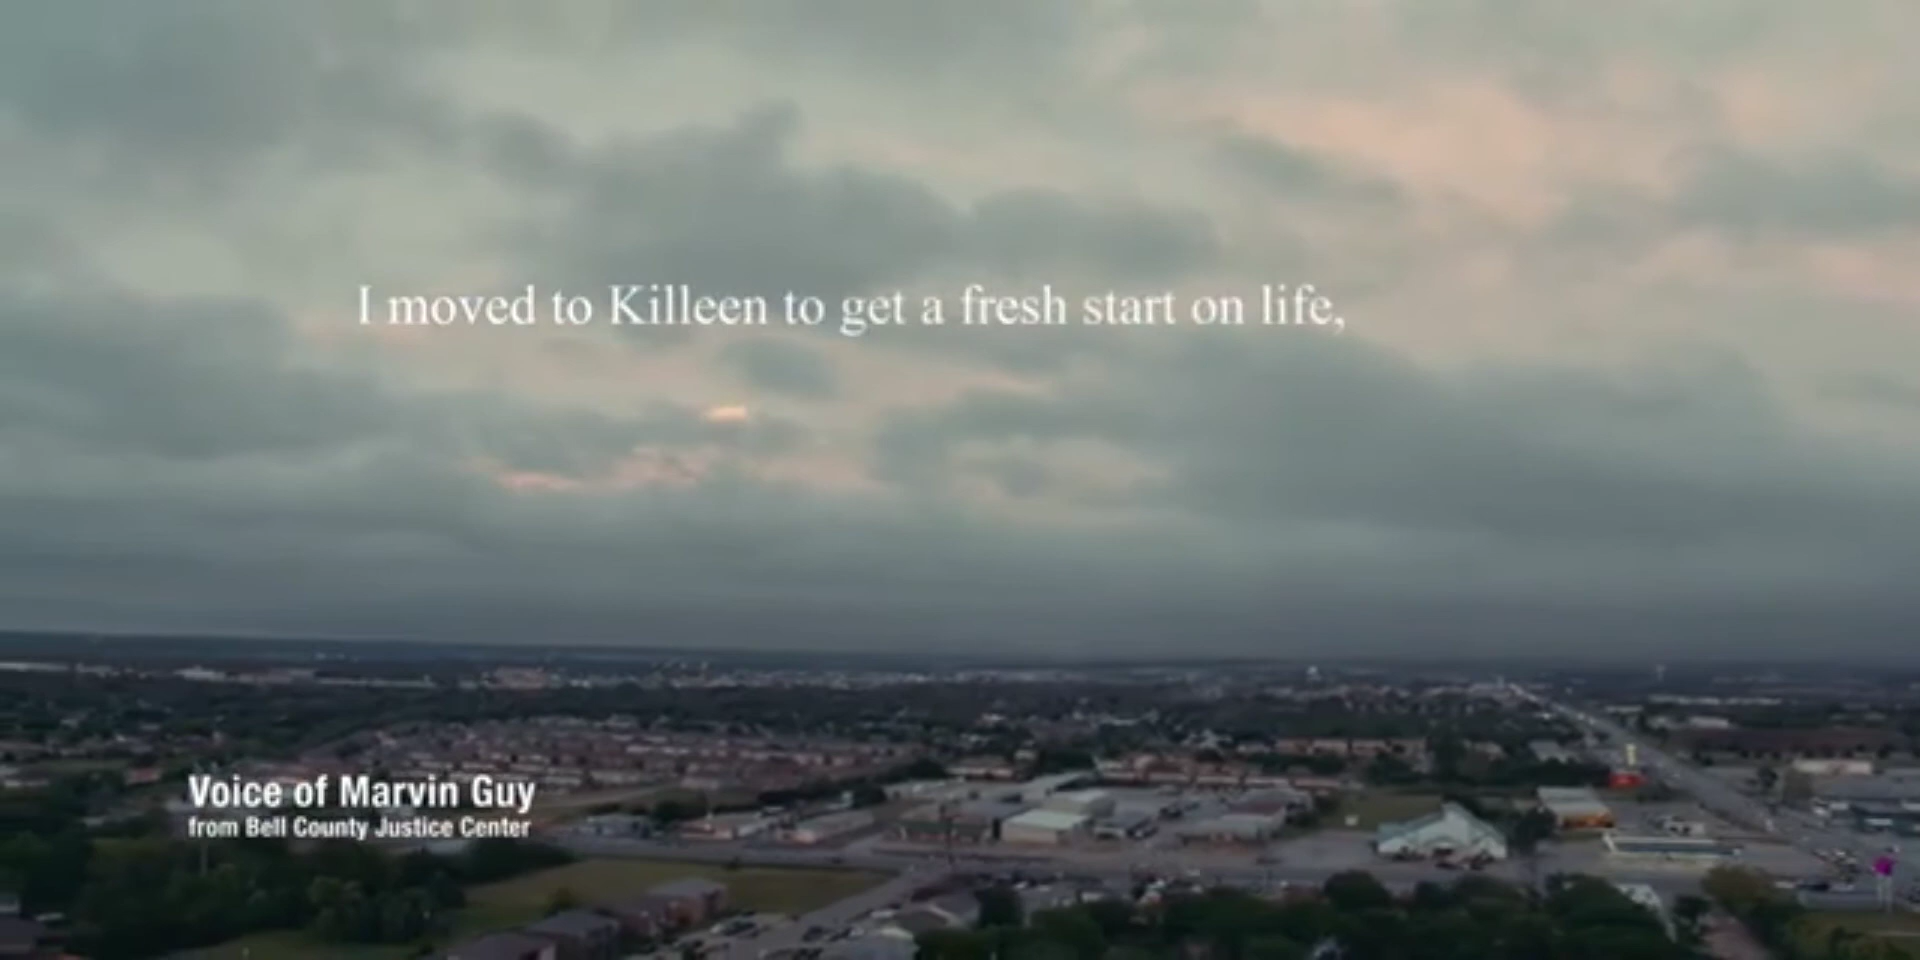 I moved to Killeen to get a fresh start on life,
Voice of Marvin Guy
from Bell County Justice Center